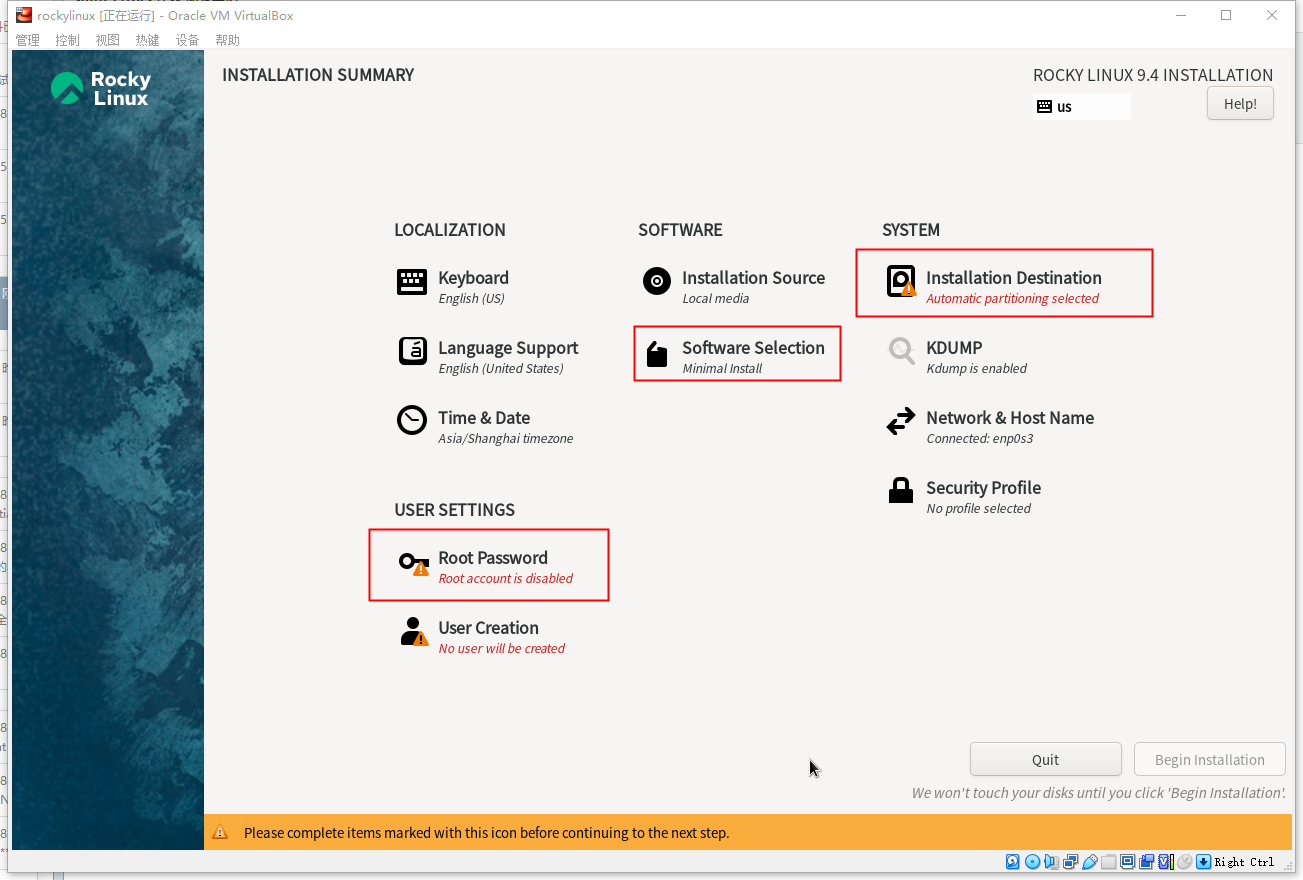 rockylinux [正在运行] - Oracle VM VirtualBox
管理 控制 视图 热键 设备 帮助
Rocky
Linux
INSTALLATION SUMMARY
ROCKY LINUX 9.4 INSTALLATION
us
Help!
LOCALIZATION
Keyboard
English (US)
Language Support
English (United States)
Time & Date
Asia/Shanghai timezone
SOFTWARE
Installation Source
Local media
Software Selection
Minimal Install
SYSTEM
Installation Destination
Automatic partitioning selected
KDUMP
Kdump is enabled
Network & Host Name
Connected: enp0s3
Security Profile
No profile selected
USER SETTINGS
Root Password
Root account is disabled
User Creation
No user will be created
Quit
Begin Installation
We won't touch your disks until you click 'Begin Installation'.
Please complete items marked with this icon before continuing to the next step.
Right Ctrl